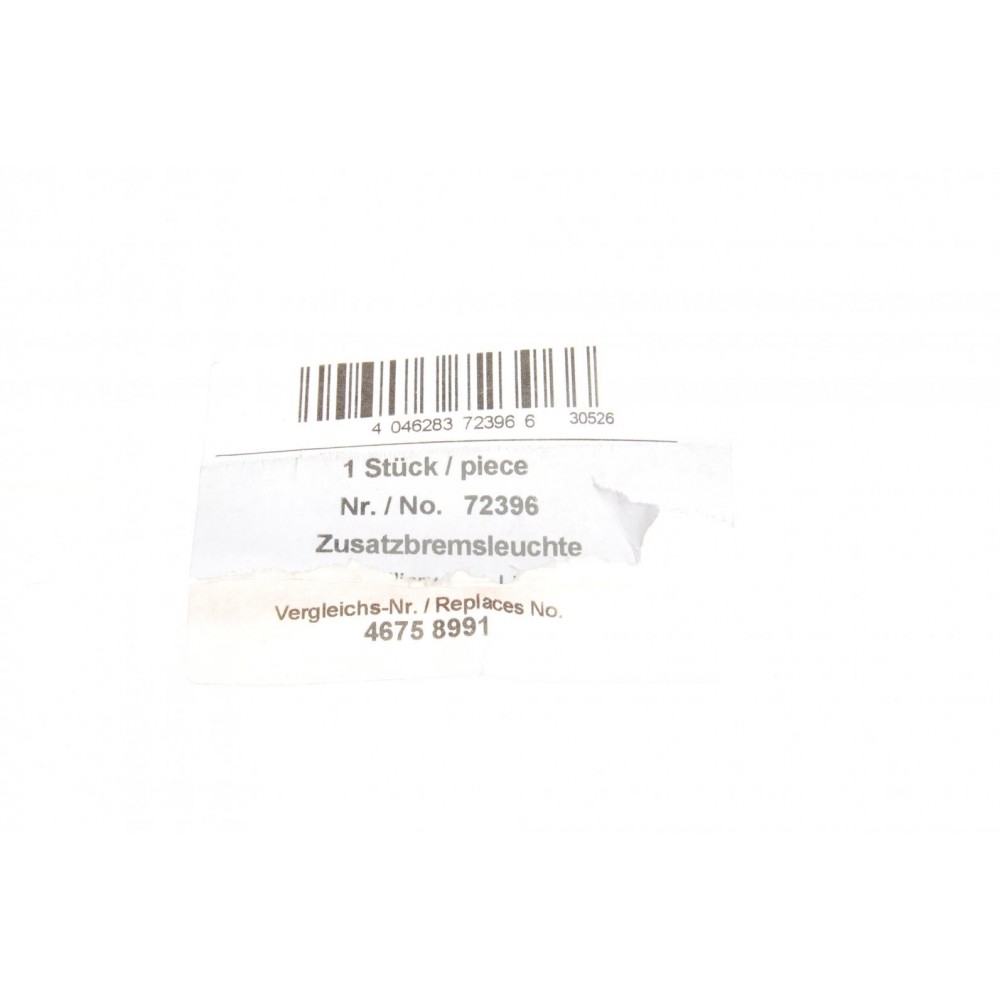 4 046283 72396 6 30526
1 Stück / piece
Nr. / No. 72396
Zusatzbremsleuchte
Vergleichs-Nr. / Replaces No.
4675 8991